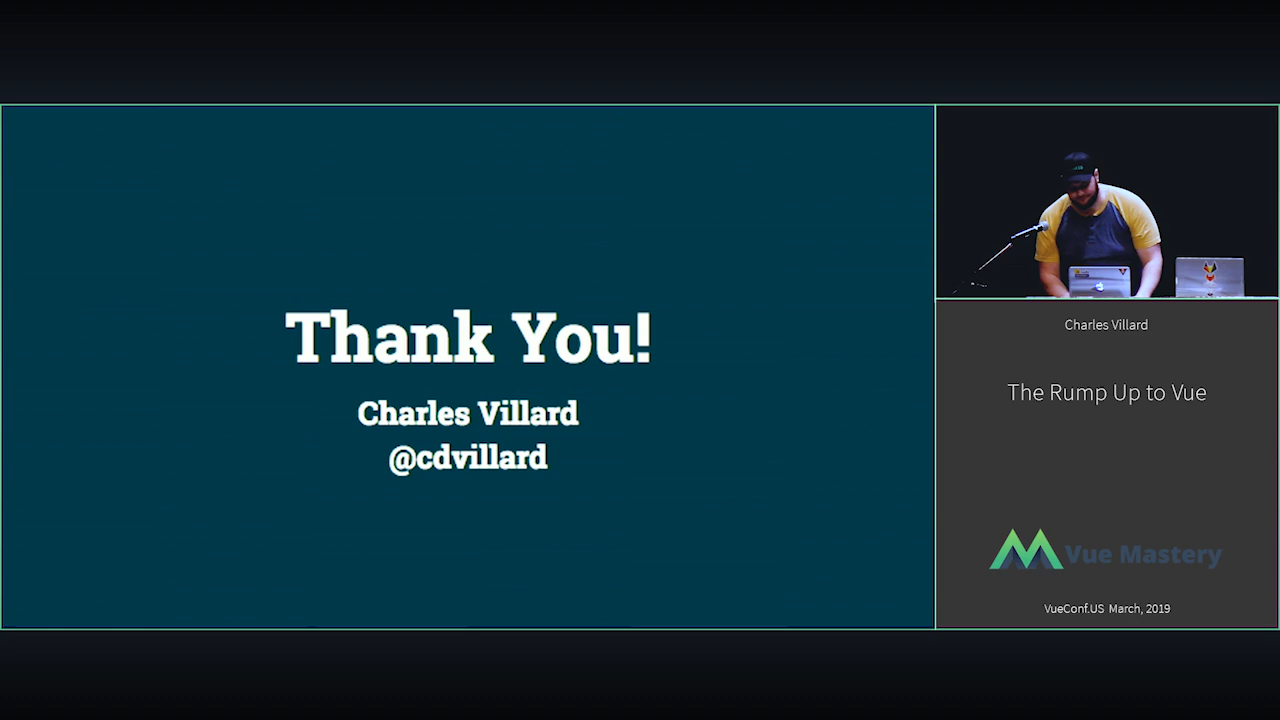 Thank You!
Charles Villard
@cdvillard
Charles Villard
The Rump Up to Vue
Vue Mastery
VueConf.US March, 2019